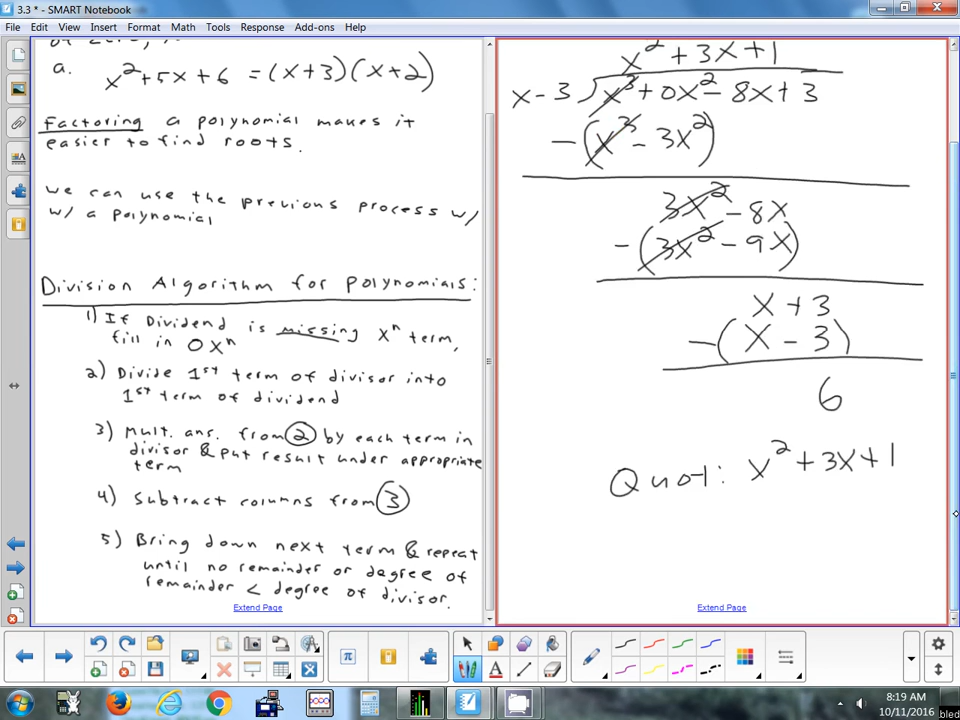 3.3 * - SMART Notebook
File Edit View Insert Format Math Tools Response Add-ons Help
a. x²+5x+6 = (x+3)(x+2)
Factoring a polynomial makes it
easier to find roots.
we can use the previous process w/
w/ a polynomial
Division Algorithm for Polynomials:
1) If Dividend is missing xⁿ term,
fill in 0xⁿ
2) Divide 1st term of divisor into
1st term of dividend
3) Mult. ans. from ② by each term in
divisor & put result under appropriate
term
4) Subtract columns from ③
5) Bring down next term & repeat
until no remainder or degree of
remainder < degree of divisor.
Extend Page
x² + 3x + 1
x - 3 x³ + 0x² - 8x + 3
-(x³ - 3x²)
3x² - 8x
-(3x² - 9x)
x + 3
-(x - 3)
6
Quot: x² + 3x + 1
Extend Page
8:19 AM
10/11/2016
bled